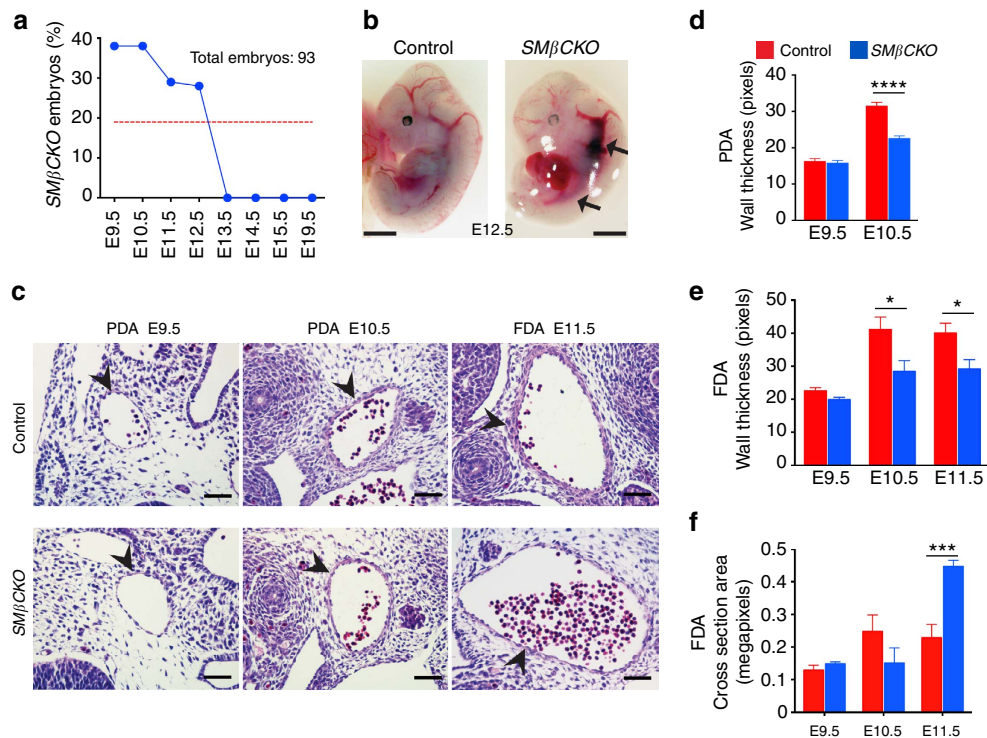 a
SMβCKO embryos (%)
40
30
20
10
0
Total embryos: 93
E9.5
E10.5
E11.5
E12.5
E13.5
E14.5
E15.5
E19.5
b
Control
SMβCKO
E12.5
c
PDA E9.5
PDA E10.5
FDA E11.5
Control
SMβCKO
d
Control
SMβCKO
PDA
Wall thickness (pixels)
40
30
20
10
0
****
E9.5
E10.5
e
FDA
Wall thickness (pixels)
50
40
30
20
10
0
*
*
E9.5
E10.5
E11.5
f
FDA
Cross section area
(megapixels)
0.5
0.4
0.3
0.2
0.1
0
***
E9.5
E10.5
E11.5